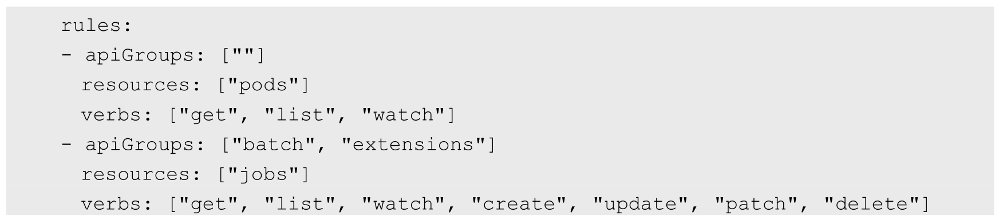 rules:
- apiGroups: [""]
  resources: ["pods"]
  verbs: ["get", "list", "watch"]
- apiGroups: ["batch", "extensions"]
  resources: ["jobs"]
  verbs: ["get", "list", "watch", "create", "update", "patch", "delete"]